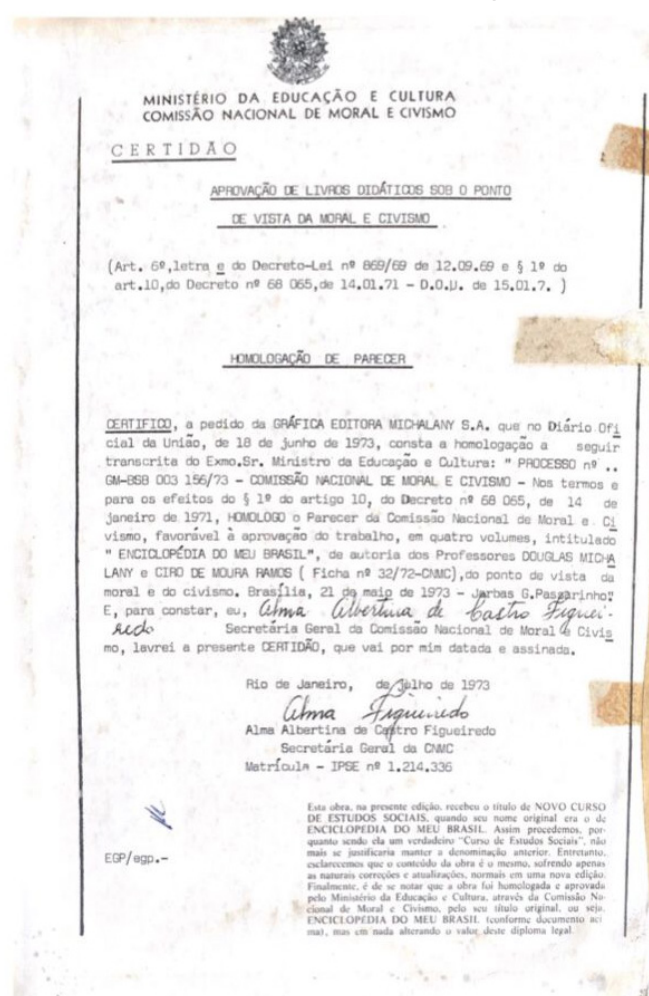 MINISTÉRIO DA EDUCAÇÃO E CULTURA
COMISSÃO NACIONAL DE MORAL E CIVISMO
CERTIDÃO
APROVAÇÃO DE LIVROS DIDÁTICOS SOB O PONTO
DE VISTA DA MORAL E CIVISMO
(Art. 6º, letra e do Decreto-Lei nº 869/69 de 12.09.69 e § 1º do
art.10, do Decreto nº 68 065, de 14.01.71 - D.O.U. de 15.01.7. )
HOMOLOGAÇÃO DE PARECER
CERTIFICO, a pedido da GRÁFICA EDITORA MICHALANY S.A. que no Diário Ofi
cial da União, de 18 de junho de 1973, consta a homologação a seguir
transcrita do Exmo.Sr. Ministro da Educação e Cultura: " PROCESSO nº ..
GM-BSB 003 156/73 - COMISSÃO NACIONAL DE MORAL E CIVISMO - Nos termos e
para os efeitos do § 1º do artigo 10, do Decreto nº 68 065, de 14 de
janeiro de 1971, HOMOLOGO o Parecer da Comissão Nacional de Moral e Ci
vismo, favorável à aprovação do trabalho, em quatro volumes, intitulado
" ENCICLOPÉDIA DO MEU BRASIL", de autoria dos Professores DOUGLAS MICHA
LANY e CIRO DE MOURA RAMOS ( Ficha nº 32/72-CNMC), do ponto de vista da
moral e do civismo. Brasília, 21 de maio de 1973 - Jarbas G.Passarinho".
E, para constar, eu, Alma Albertina de Castro Figuei-
redo Secretária Geral da Comissão Nacional de Moral e Civis
mo, lavrei a presente CERTIDÃO, que vai por mim datada e assinada.
Rio de Janeiro, de julho de 1973
Alma Figueiredo
Alma Albertina de Castro Figueiredo
Secretária Geral da CNMC
Matrícula - IPSE nº 1.214.336
EGP/egp.-
Esta obra, na presente edição, recebeu o título de NOVO CURSO
DE ESTUDOS SOCIAIS, quando seu nome original era o de
ENCICLOPEDIA DO MEU BRASIL. Assim procedemos, por-
quanto sendo ela um verdadeiro "Curso de Estudos Sociais", não
mais se justificaria manter a denominação anterior. Entretanto,
esclarecemos que o conteúdo da obra é o mesmo, sofrendo apenas
as naturais correções e atualizações, normais em uma nova edição.
Finalmente, é de se notar que a obra foi homologada e aprovada
pelo Ministério da Educação e Cultura, através da Comissão Na-
cional de Moral e Civismo, pelo seu título original, ou seja,
ENCICLOPEDIA DO MEU BRASIL (conforme documento aci
ma), mas em nada alterando o valor deste diploma legal.